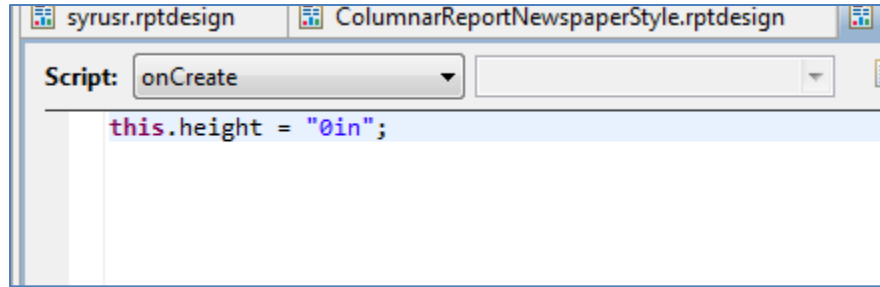 syrusr.rptdesign ColumnarReportNewspaperStyle.rptdesign
Script: onCreate
this.height = "0in";